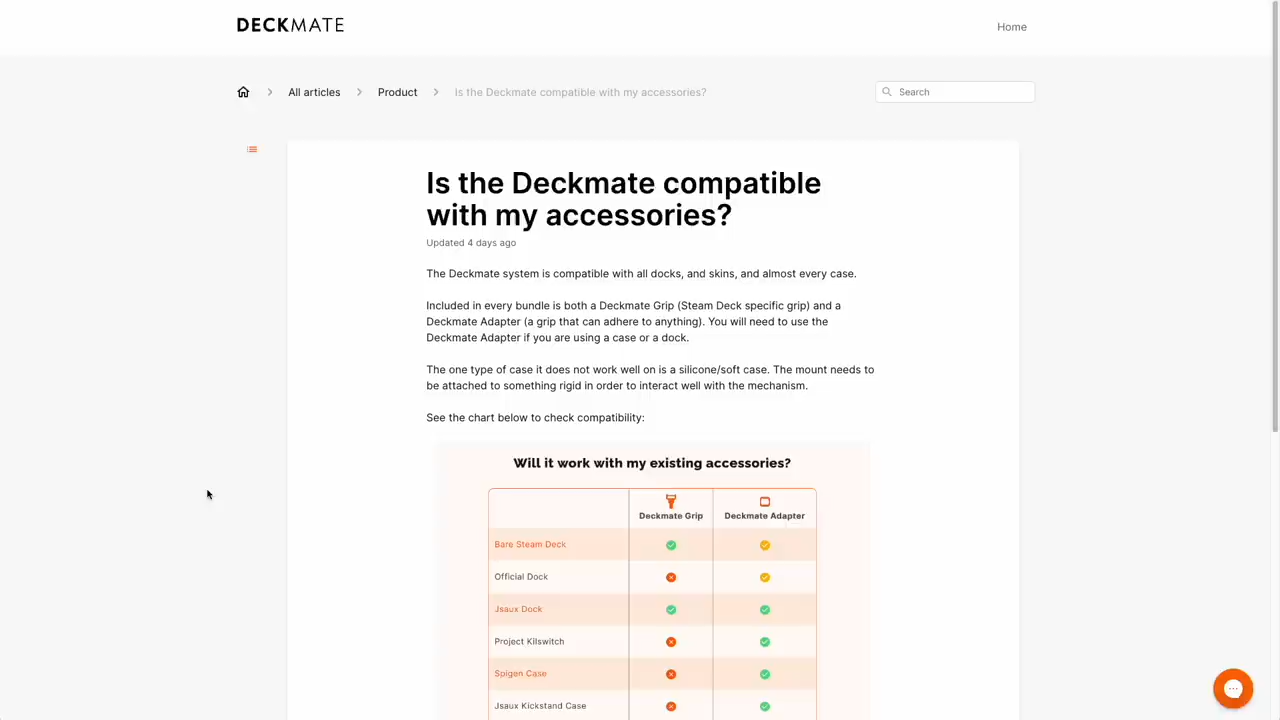 DECKMATE
Home
All articles
Product
Is the Deckmate compatible with my accessories?
Search
Is the Deckmate compatible
with my accessories?
Updated 4 days ago
The Deckmate system is compatible with all docks, and skins, and almost every case.
Included in every bundle is both a Deckmate Grip (Steam Deck specific grip) and a
Deckmate Adapter (a grip that can adhere to anything). You will need to use the
Deckmate Adapter if you are using a case or a dock.
The one type of case it does not work well on is a silicone/soft case. The mount needs to
be attached to something rigid in order to interact well with the mechanism.
See the chart below to check compatibility:
Will it work with my existing accessories?
Deckmate Grip
Deckmate Adapter
Bare Steam Deck
Official Dock
Jsaux Dock
Project Kilswitch
Spigen Case
Jsaux Kickstand Case